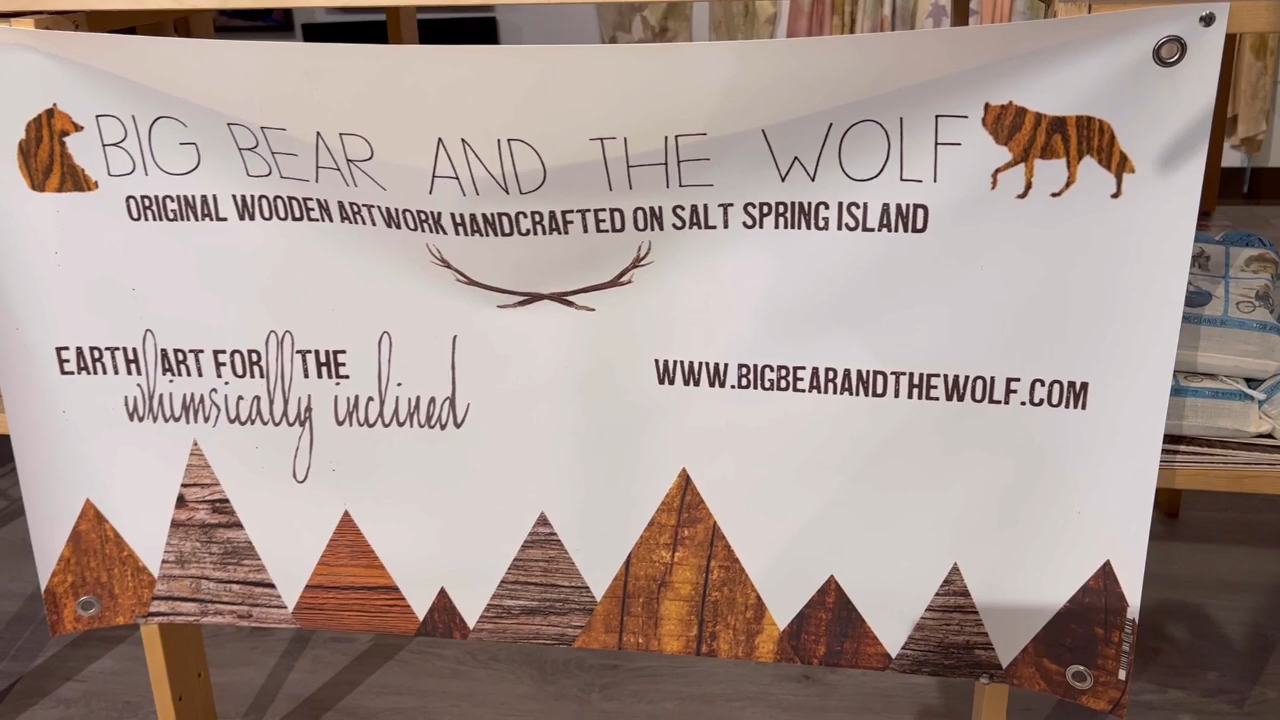 BIG BEAR AND THE WOLF
ORIGINAL WOODEN ARTWORK HANDCRAFTED ON SALT SPRING ISLAND
EARTH ART FOR THE
whimsically inclined
WWW.BIGBEARANDTHEWOLF.COM